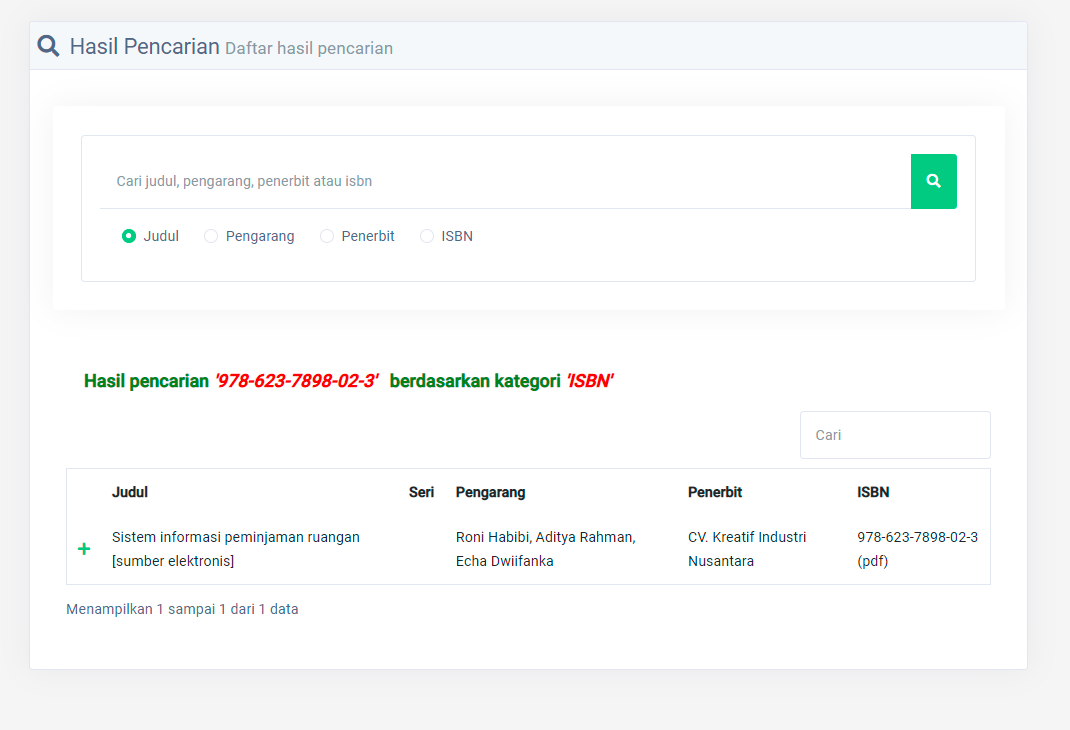 Hasil Pencarian Daftar hasil pencarian
Cari judul, pengarang, penerbit atau isbn
Judul Pengarang Penerbit ISBN
Hasil pencarian '978-623-7898-02-3' berdasarkan kategori 'ISBN'
Cari
Judul Seri Pengarang Penerbit ISBN
Sistem informasi peminjaman ruangan Roni Habibi, Aditya Rahman, CV. Kreatif Industri 978-623-7898-02-3
[sumber elektronis] Echa Dwiifanka Nusantara (pdf)
Menampilkan 1 sampai 1 dari 1 data